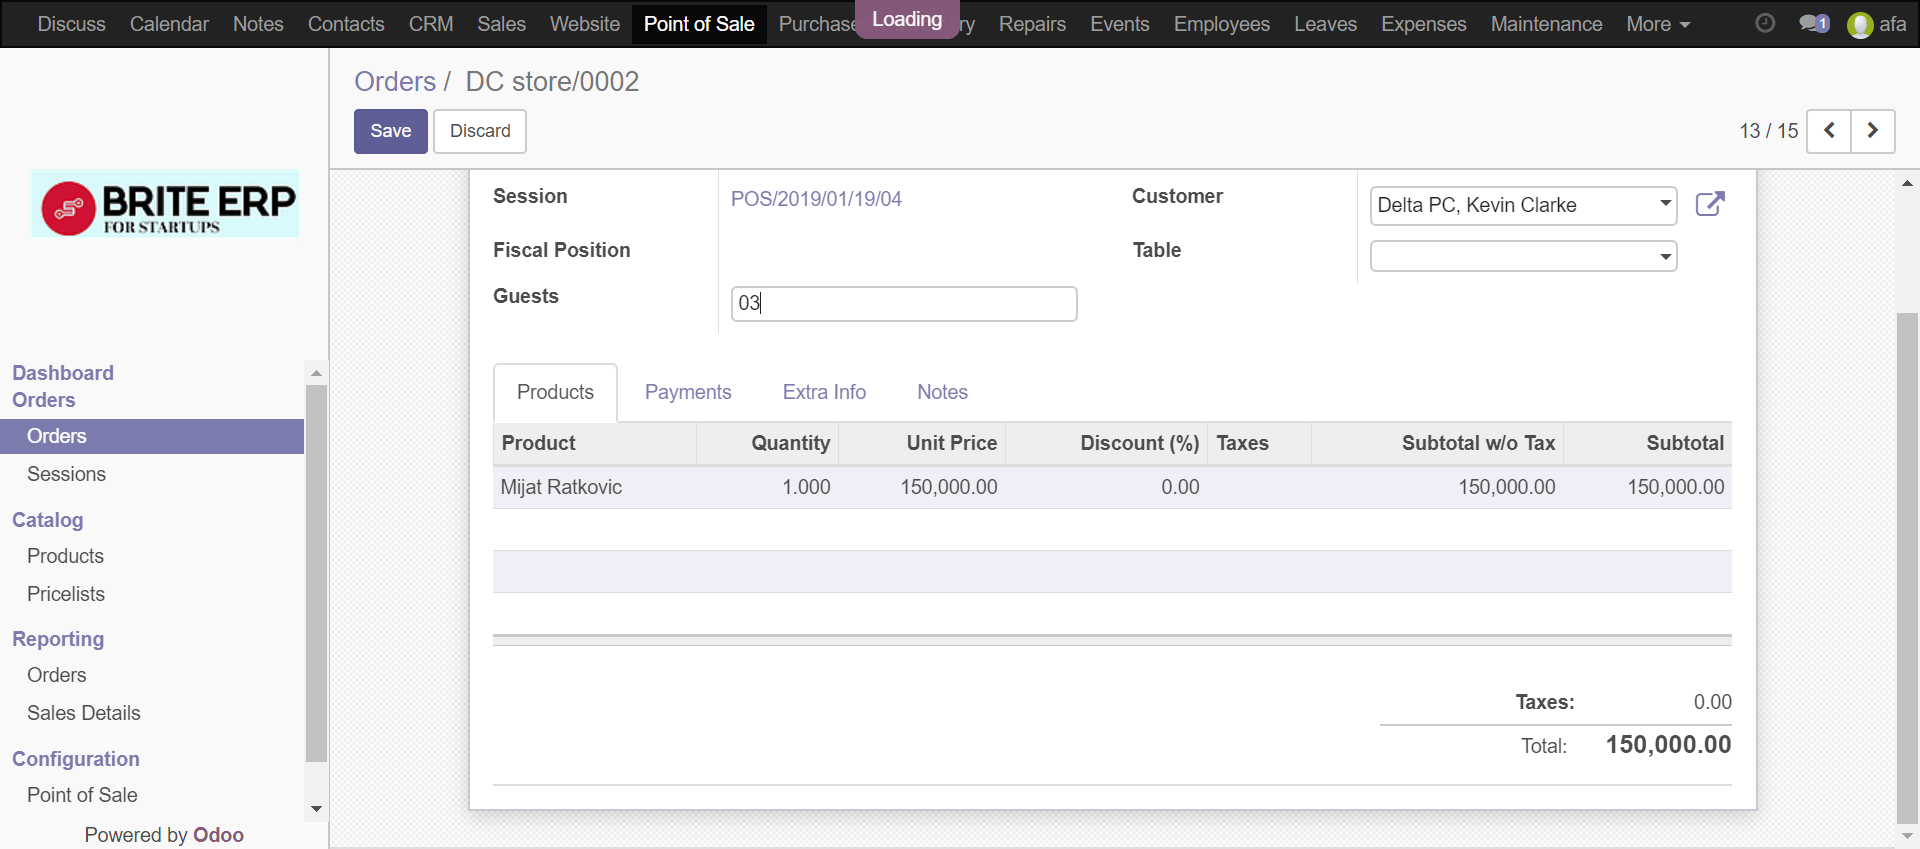 Discuss Calendar Notes Contacts CRM Sales Website Point of Sale Purchase Loading ry Repairs Events Employees Leaves Expenses Maintenance More 1 afa
Orders / DC store/0002
Save Discard
13 / 15
BRITE ERP
FOR STARTUPS
Dashboard
Orders
Orders
Sessions
Catalog
Products
Pricelists
Reporting
Orders
Sales Details
Configuration
Point of Sale
Powered by Odoo
Session POS/2019/01/19/04 Customer Delta PC, Kevin Clarke
Fiscal Position Table
Guests 03
Products Payments Extra Info Notes
Product Quantity Unit Price Discount (%) Taxes Subtotal w/o Tax Subtotal
Mijat Ratkovic 1.000 150,000.00 0.00 150,000.00 150,000.00
Taxes: 0.00
Total: 150,000.00